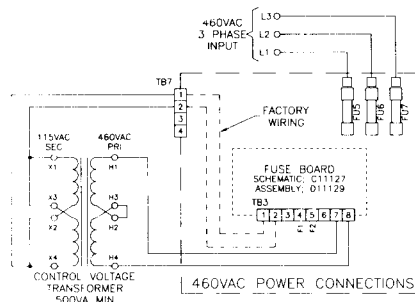 460VAC
3 PHASE
INPUT
L3
L2
L1
TB7
1
2
3
4
FACTORY
WIRING
FU5
FU6
FU7
115VAC
SEC
460VAC
PRI
X1
H1
X3
H3
X2
H2
X4
H4
FUSE BOARD
SCHEMATIC; C11127
ASSEMBLY; D11129
TB3
1 2 3 4 5 6 7 8
F1 F2
CONTROL VOLTAGE
TRANSFORMER
500VA MIN
460VAC POWER CONNECTIONS